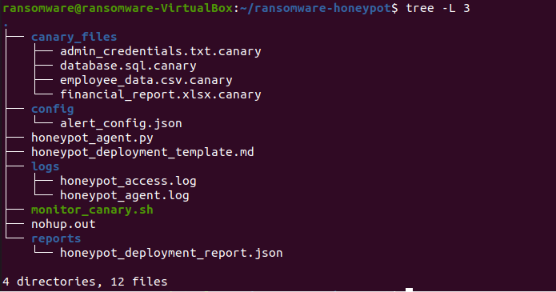 ransomware@ransomware-VirtualBox:~/ransomware-honeypot$ tree -L 3
.
├── canary_files
│   ├── admin_credentials.txt.canary
│   ├── database.sql.canary
│   ├── employee_data.csv.canary
│   └── financial_report.xlsx.canary
├── config
│   └── alert_config.json
├── honeypot_agent.py
├── honeypot_deployment_template.md
├── logs
│   ├── honeypot_access.log
│   └── honeypot_agent.log
├── monitor_canary.sh
├── nohup.out
└── reports
    └── honeypot_deployment_report.json

4 directories, 12 files